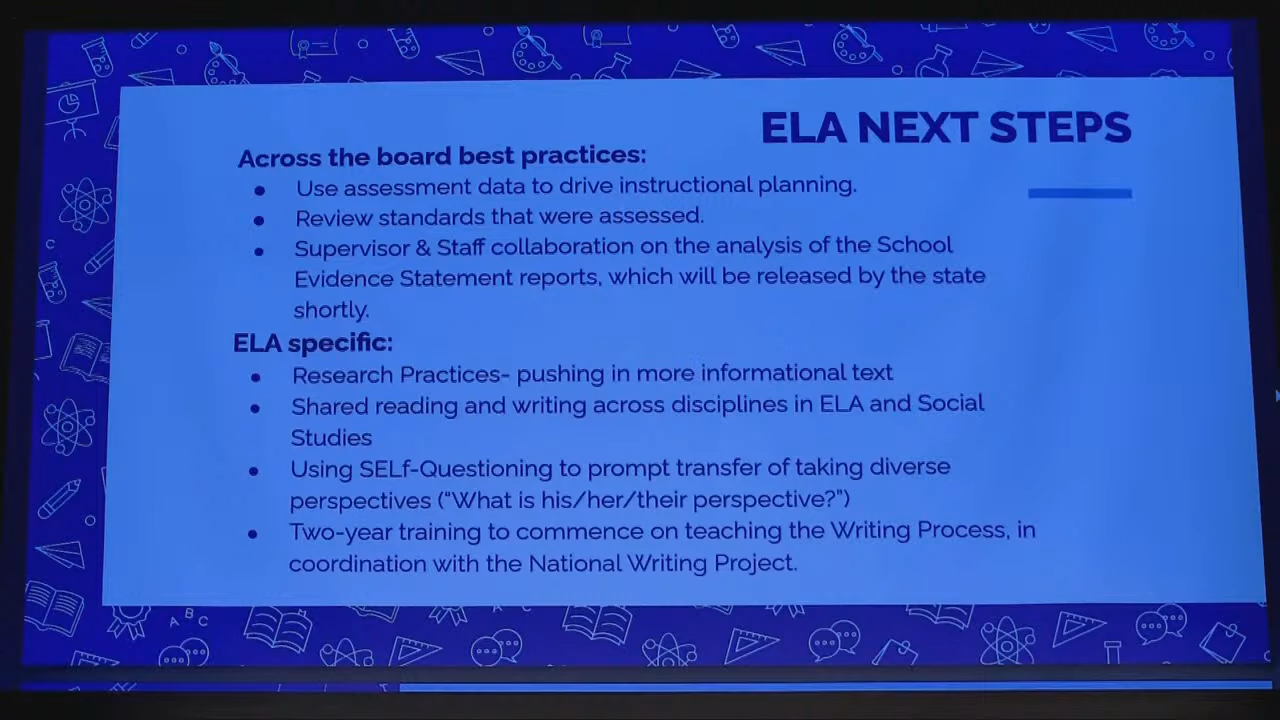 ELA NEXT STEPS
Across the board best practices:
● Use assessment data to drive instructional planning.
● Review standards that were assessed.
● Supervisor & Staff collaboration on the analysis of the School
Evidence Statement reports, which will be released by the state
shortly.
ELA specific:
● Research Practices- pushing in more informational text
● Shared reading and writing across disciplines in ELA and Social
Studies
● Using SELf-Questioning to prompt transfer of taking diverse
perspectives (“What is his/her/their perspective?”)
● Two-year training to commence on teaching the Writing Process, in
coordination with the National Writing Project.
A B C